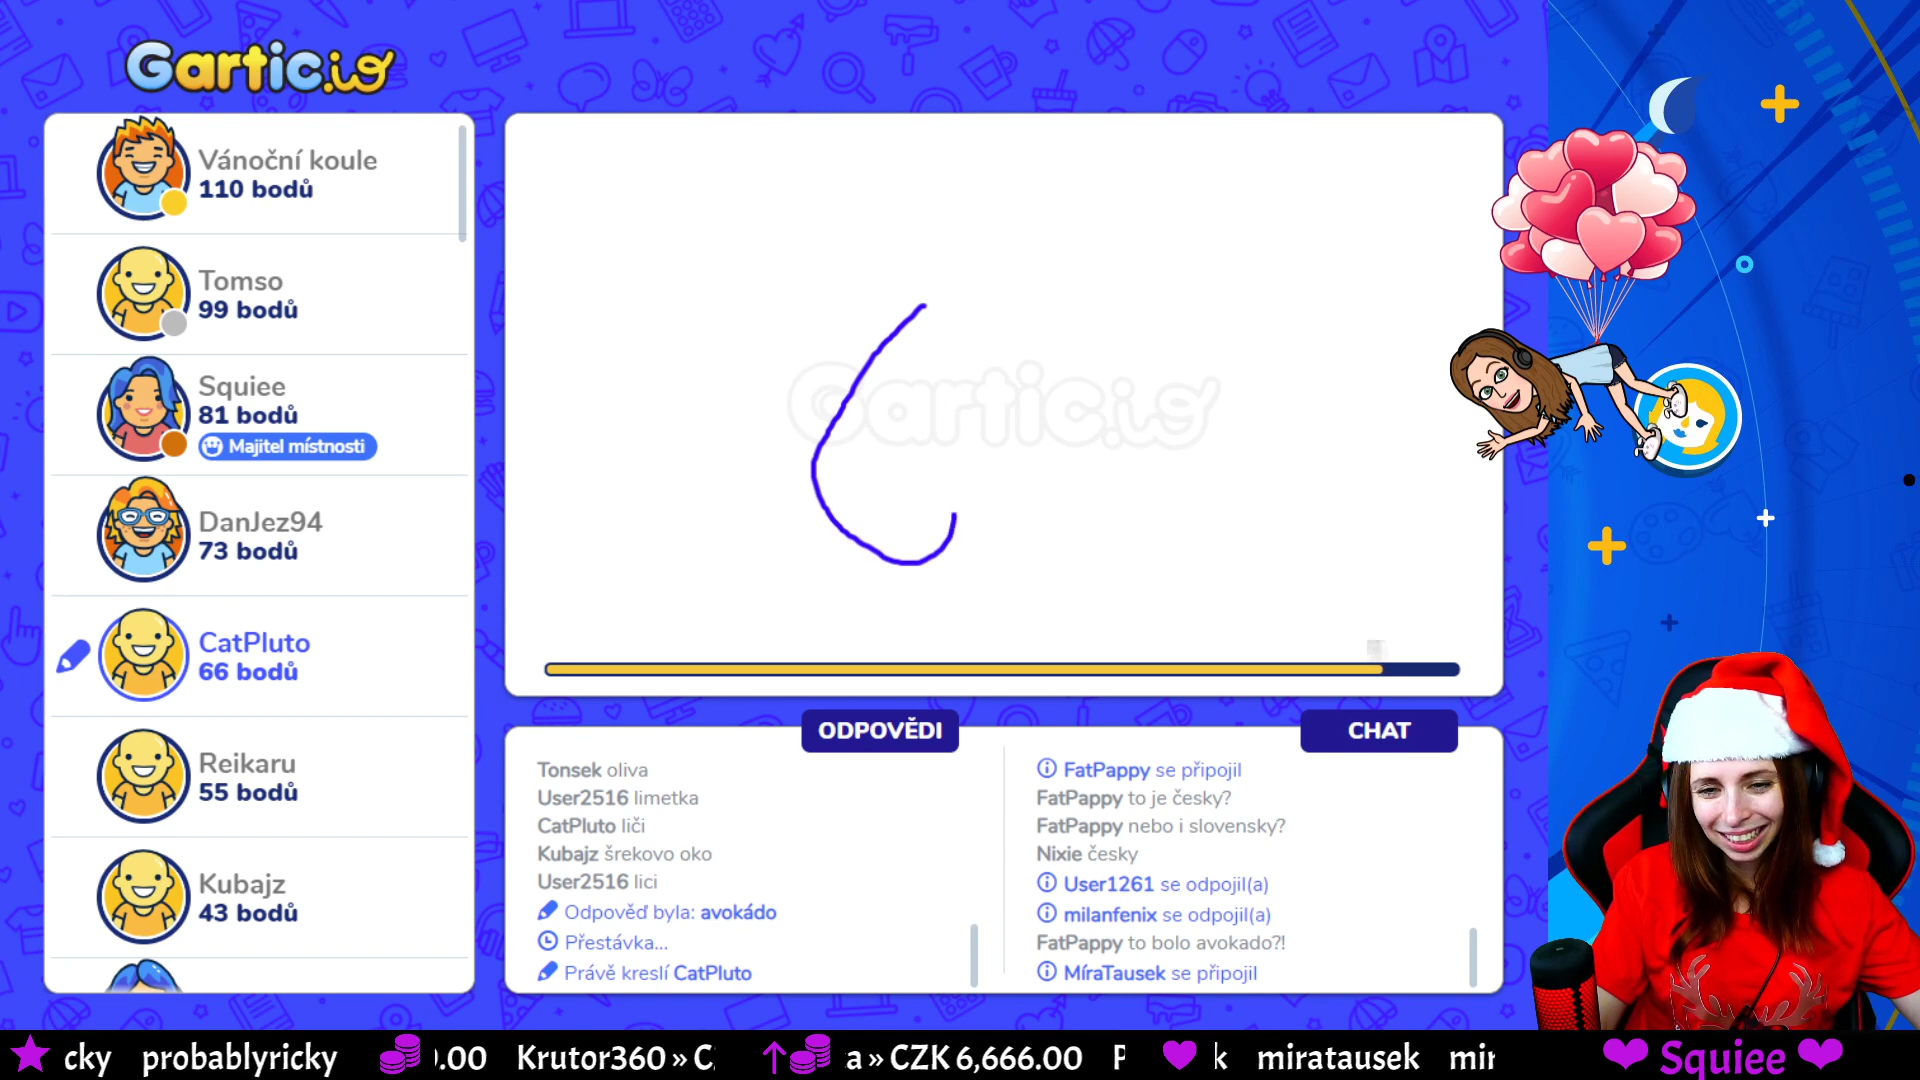 Gartic.io
Vánoční koule
110 bodů
Tomso
99 bodů
Squiee
81 bodů
Majitel místnosti
DanJez94
73 bodů
CatPluto
66 bodů
Reikaru
55 bodů
Kubajz
43 bodů
Gartic.io
ODPOVĚDI
Tonsek oliva
User2516 limetka
CatPluto liči
Kubajz šrekovo oko
User2516 lici
Odpověď byla: avokádo
Přestávka...
Právě kreslí CatPluto
CHAT
FatPappy se připojil
FatPappy to je česky?
FatPappy nebo i slovensky?
Nixie česky
User1261 se odpojil(a)
milanfenix se odpojil(a)
FatPappy to bolo avokado?!
MíraTausek se připojil
cky probablyricky ).00 Krutor360 » C a » CZK 6,666.00 P k miratausek mir Squiee